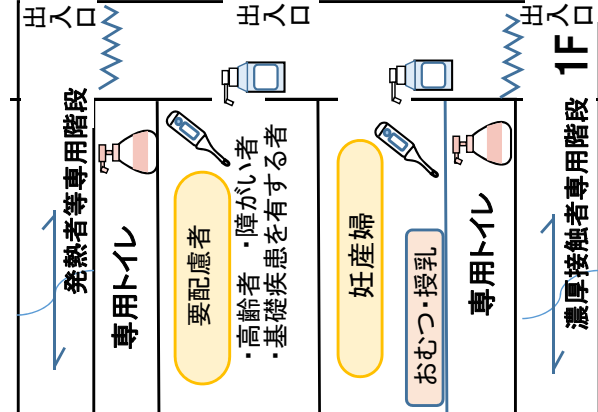 出入口
出入口
出入口
1F
発熱者等専用階段
専用トイレ
要配慮者
・高齢者 ・障がい者
・基礎疾患を有する者
妊産婦
おむつ・授乳
専用トイレ
濃厚接触者専用階段